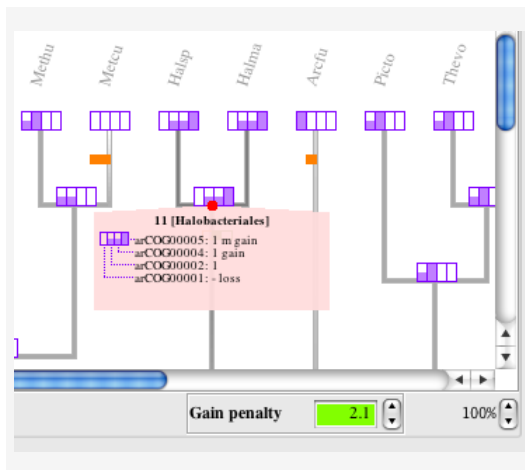 Methu
Metcu
Halsp
Halma
Arcfu
Picto
Thevo
11 [Halobacteriales]
arCOG00005: 1 m gain
arCOG00004: 1 gain
arCOG00002: 1
arCOG00001: - loss
Gain penalty 2.1 100%